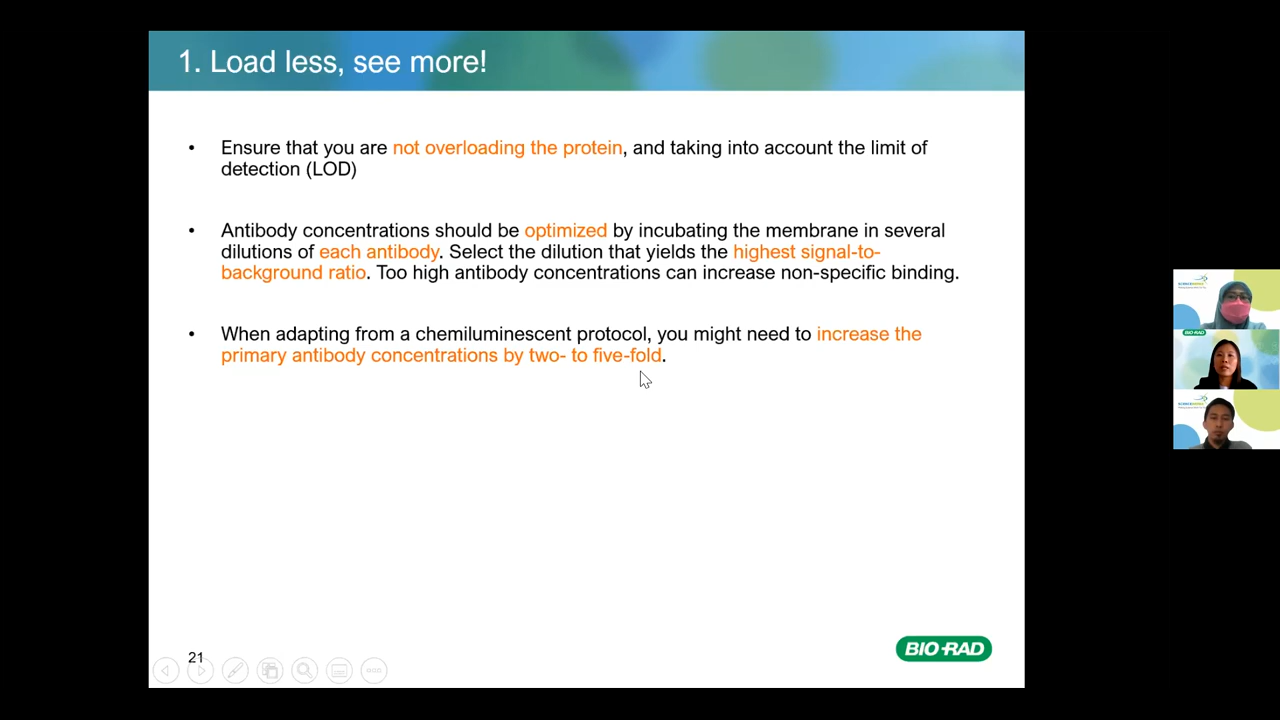 1. Load less, see more!
• Ensure that you are not overloading the protein, and taking into account the limit of
detection (LOD)
• Antibody concentrations should be optimized by incubating the membrane in several
dilutions of each antibody. Select the dilution that yields the highest signal-to-
background ratio. Too high antibody concentrations can increase non-specific binding.
• When adapting from a chemiluminescent protocol, you might need to increase the
primary antibody concentrations by two- to five-fold.
21
BIO-RAD
BIO-RAD